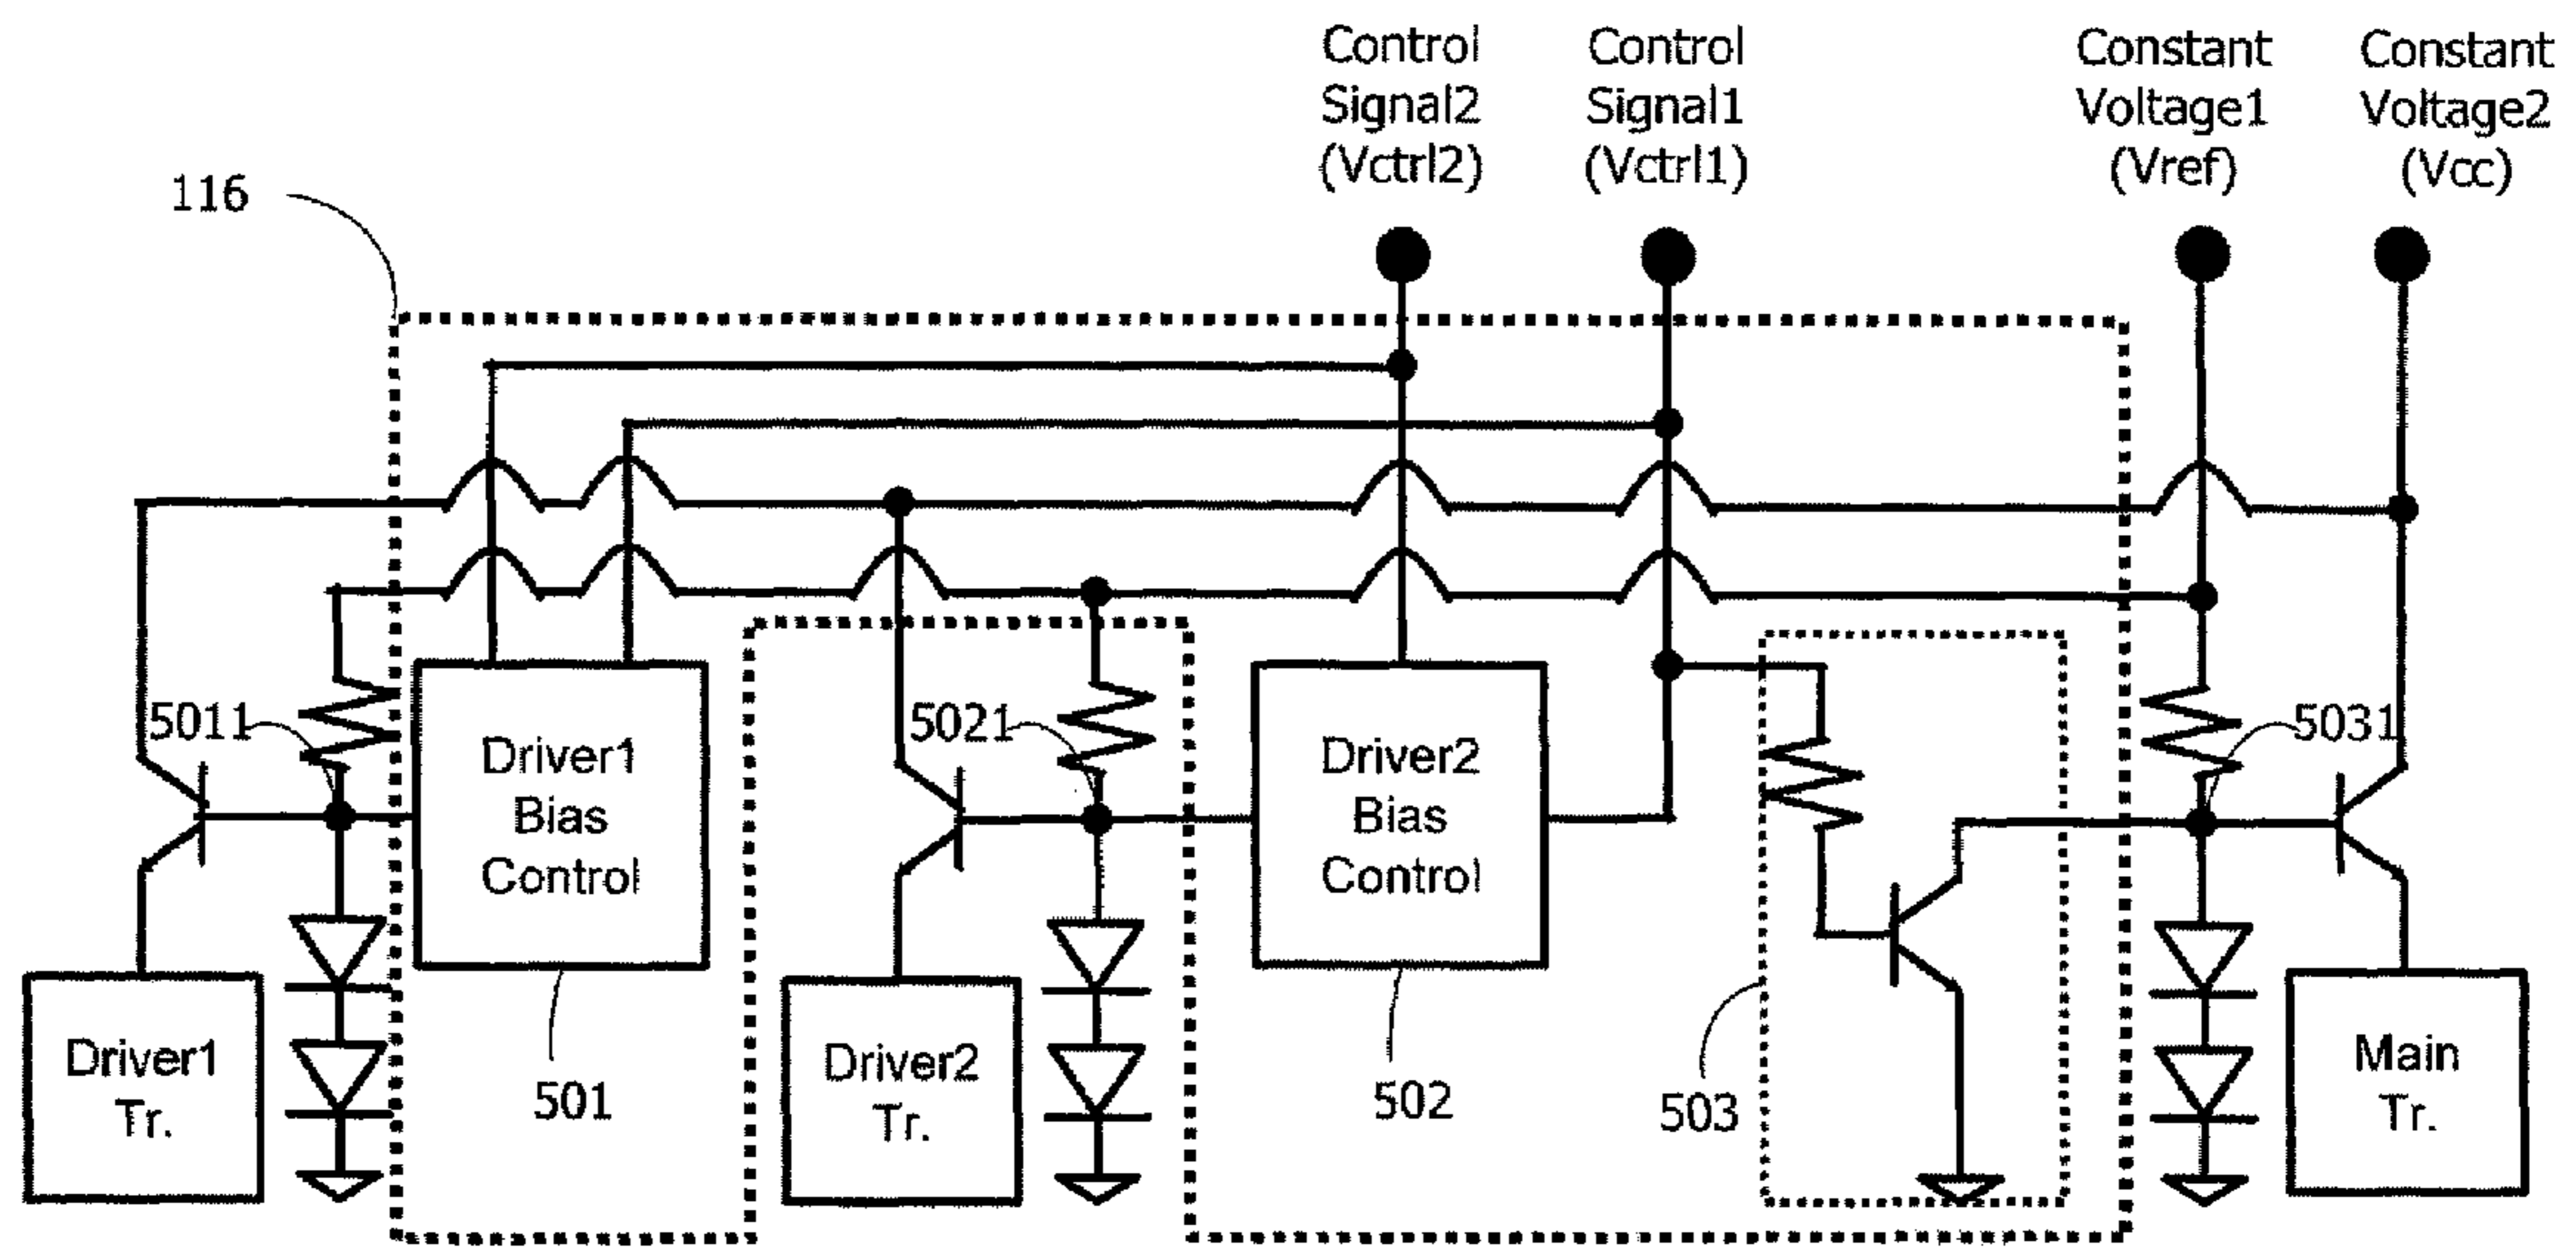 Control
Signal2
(Vctrl2)
Control
Signal1
(Vctrl1)
Constant
Voltage1
(Vref)
Constant
Voltage2
(Vcc)
116
5011
Driver1
Bias
Control
5021
Driver2
Bias
Control
5031
Driver1
Tr.
501
Driver2
Tr.
502
503
Main
Tr.